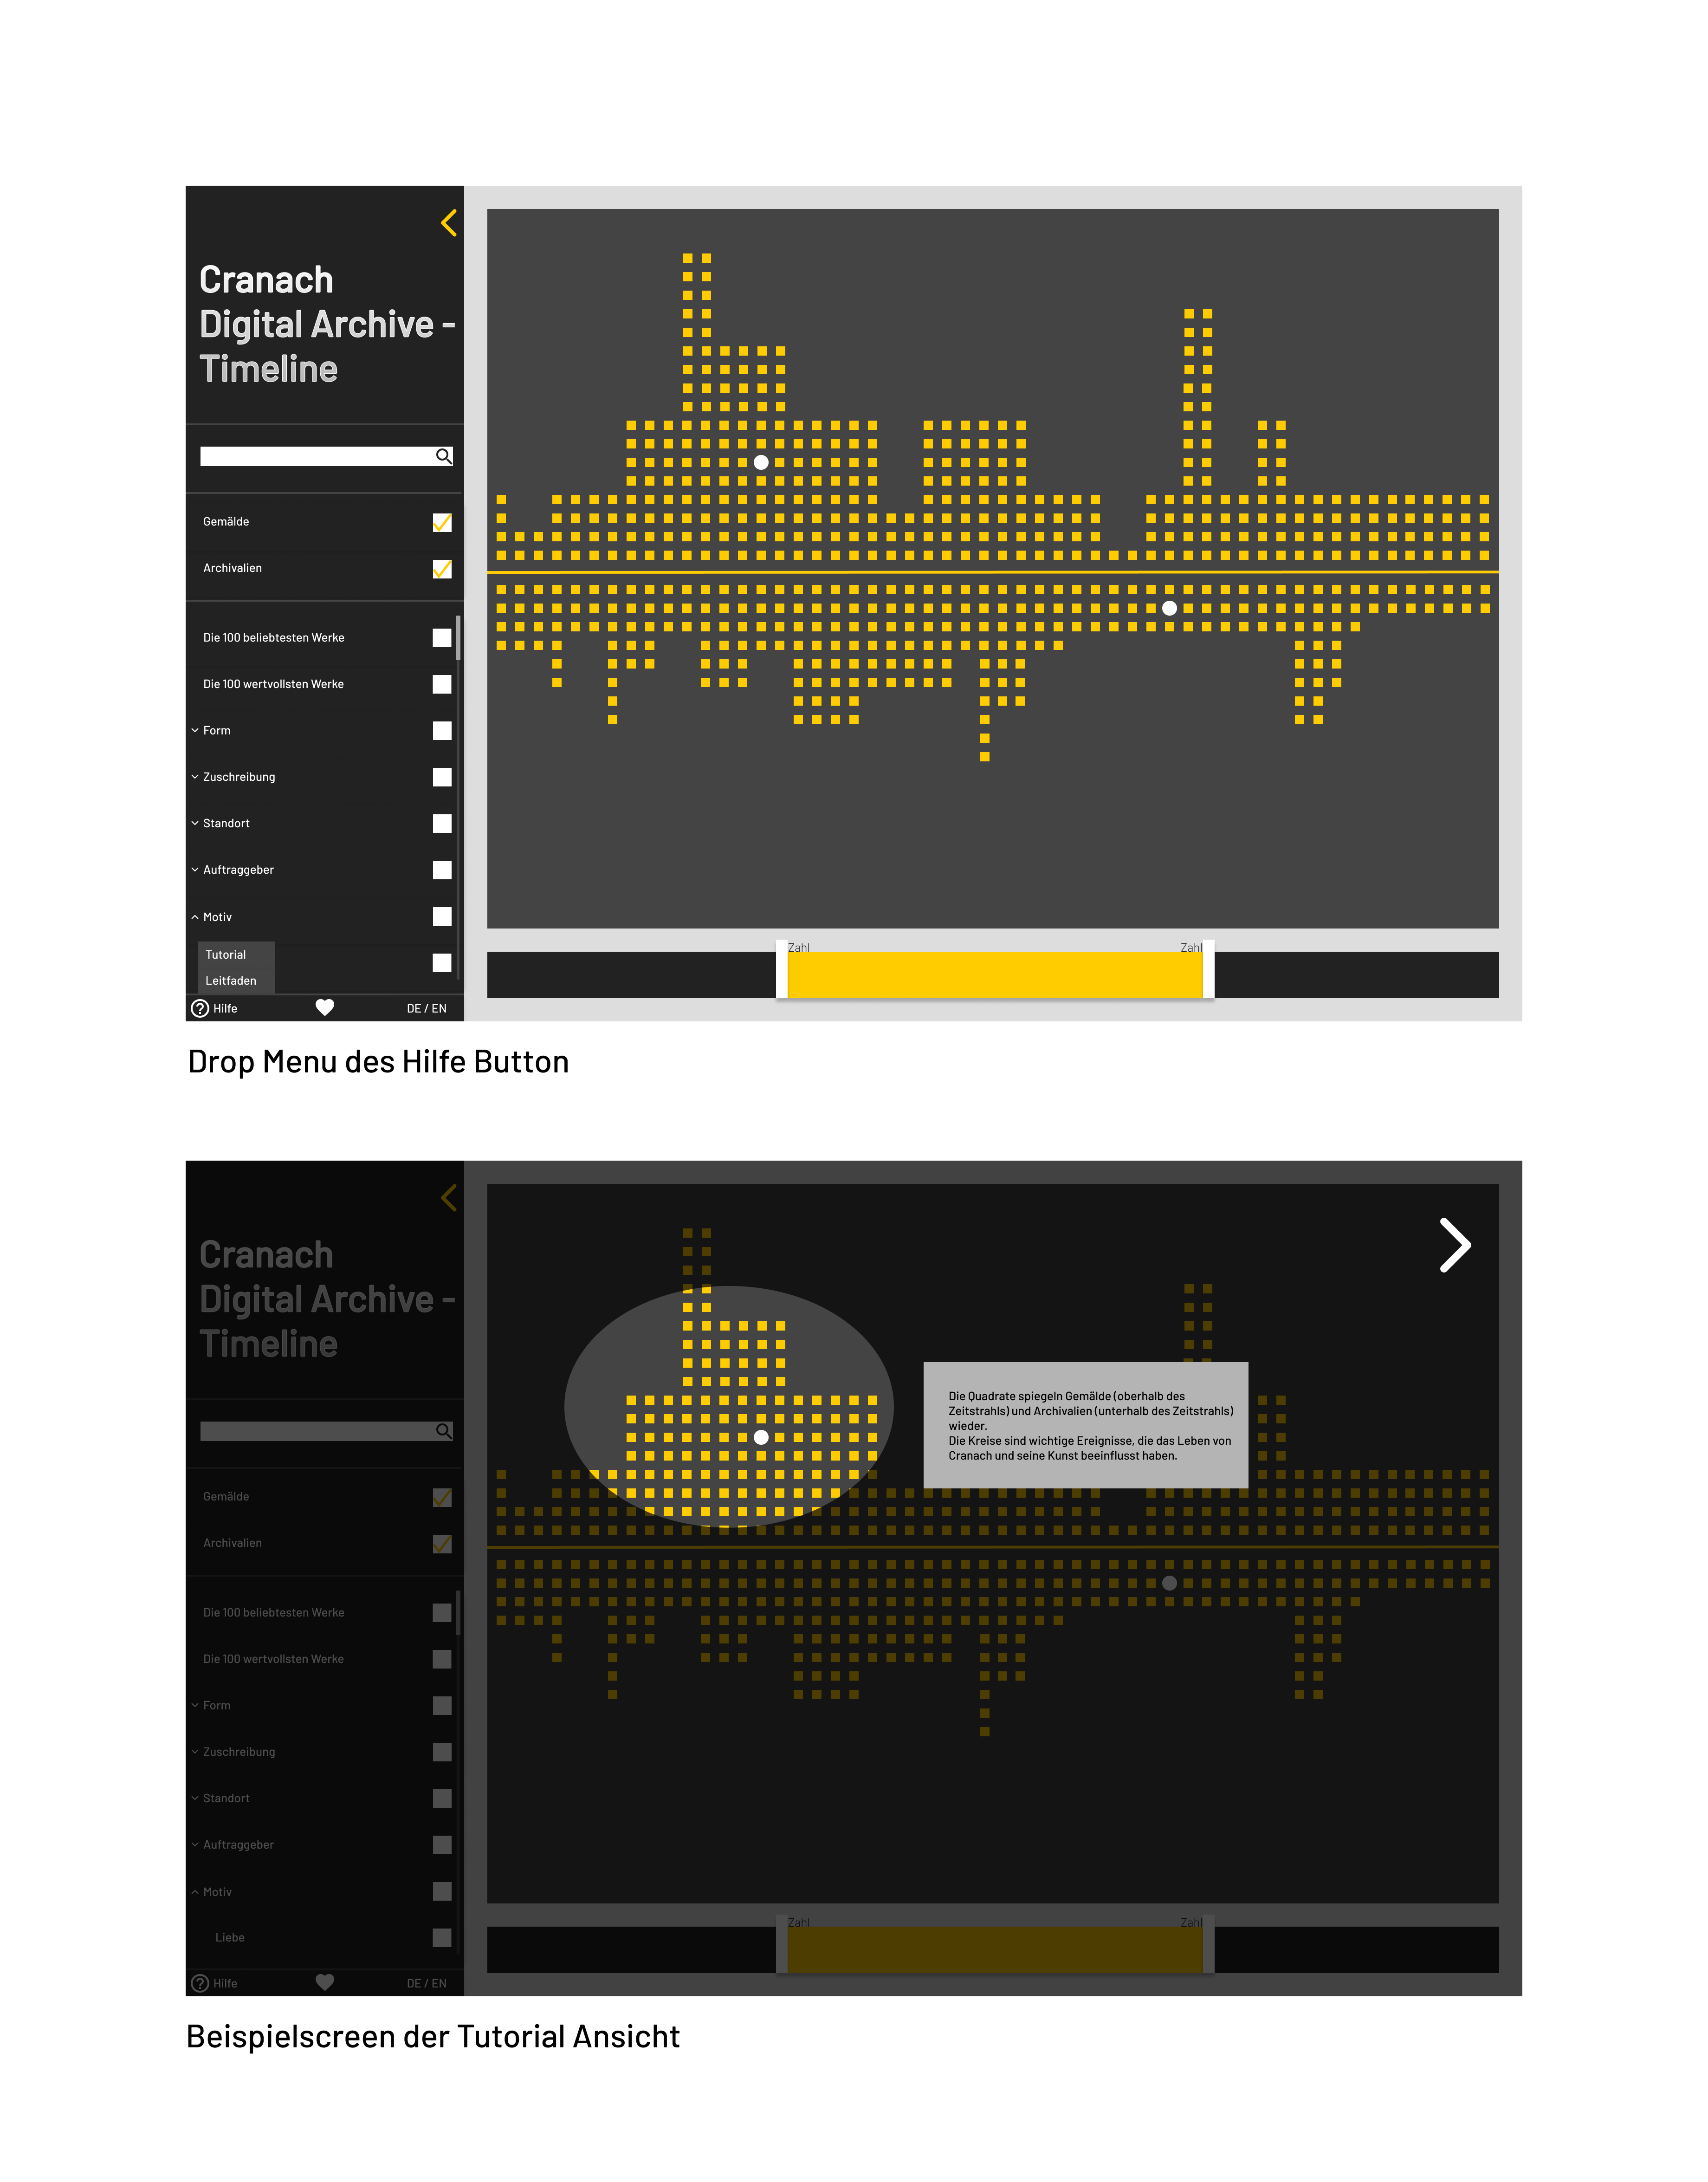 Cranach
Digital Archive -
Timeline
Gemälde
Archivalien
Die 100 beliebtesten Werke
Die 100 wertvollsten Werke
Form
Zuschreibung
Standort
Auftraggeber
Motiv
Tutorial
Leitfaden
Hilfe
DE / EN
Zahl
Zahl
Drop Menu des Hilfe Button
Cranach
Digital Archive -
Timeline
Gemälde
Archivalien
Die 100 beliebtesten Werke
Die 100 wertvollsten Werke
Form
Zuschreibung
Standort
Auftraggeber
Motiv
Liebe
Hilfe
DE / EN
Die Quadrate spiegeln Gemälde (oberhalb des
Zeitstrahls) und Archivalien (unterhalb des Zeitstrahls)
wieder.
Die Kreise sind wichtige Ereignisse, die das Leben von
Cranach und seine Kunst beeinflusst haben.
Zahl
Zahl
Beispielscreen der Tutorial Ansicht